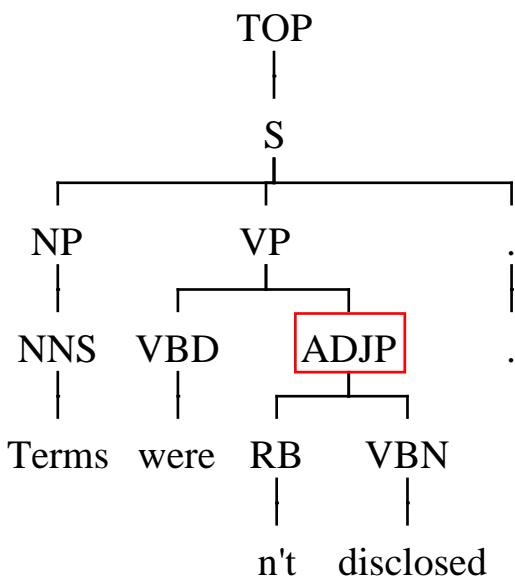 TOP
S
NP VP .
NNS VBD ADJP .
Terms were RB VBN
n't disclosed